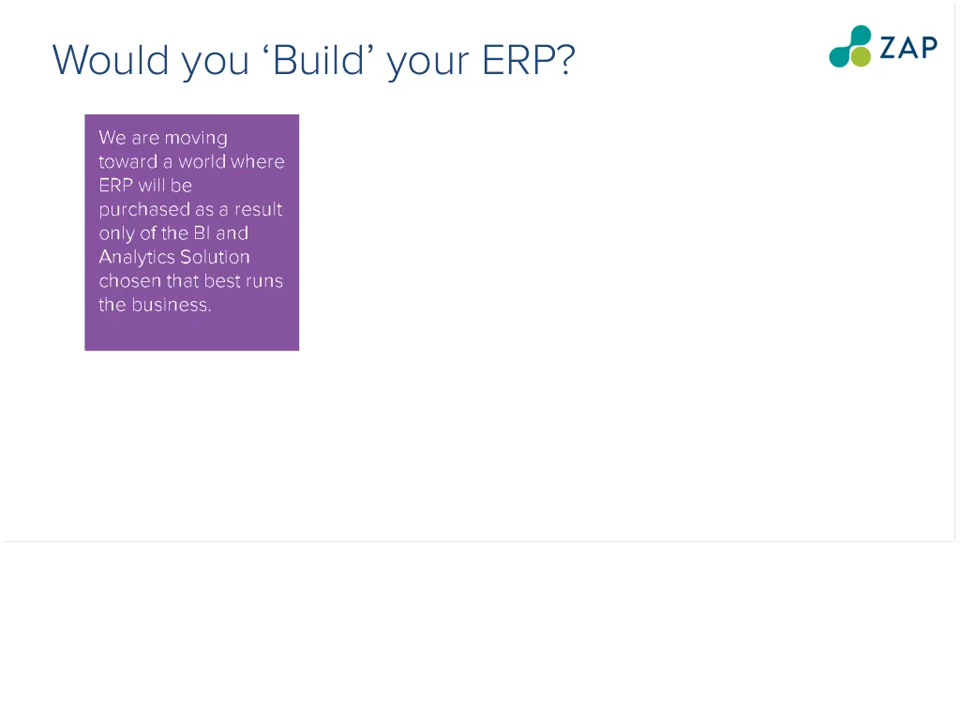 Would you ‘Build’ your ERP?
ZAP
We are moving
toward a world where
ERP will be
purchased as a result
only of the BI and
Analytics Solution
chosen that best runs
the business.